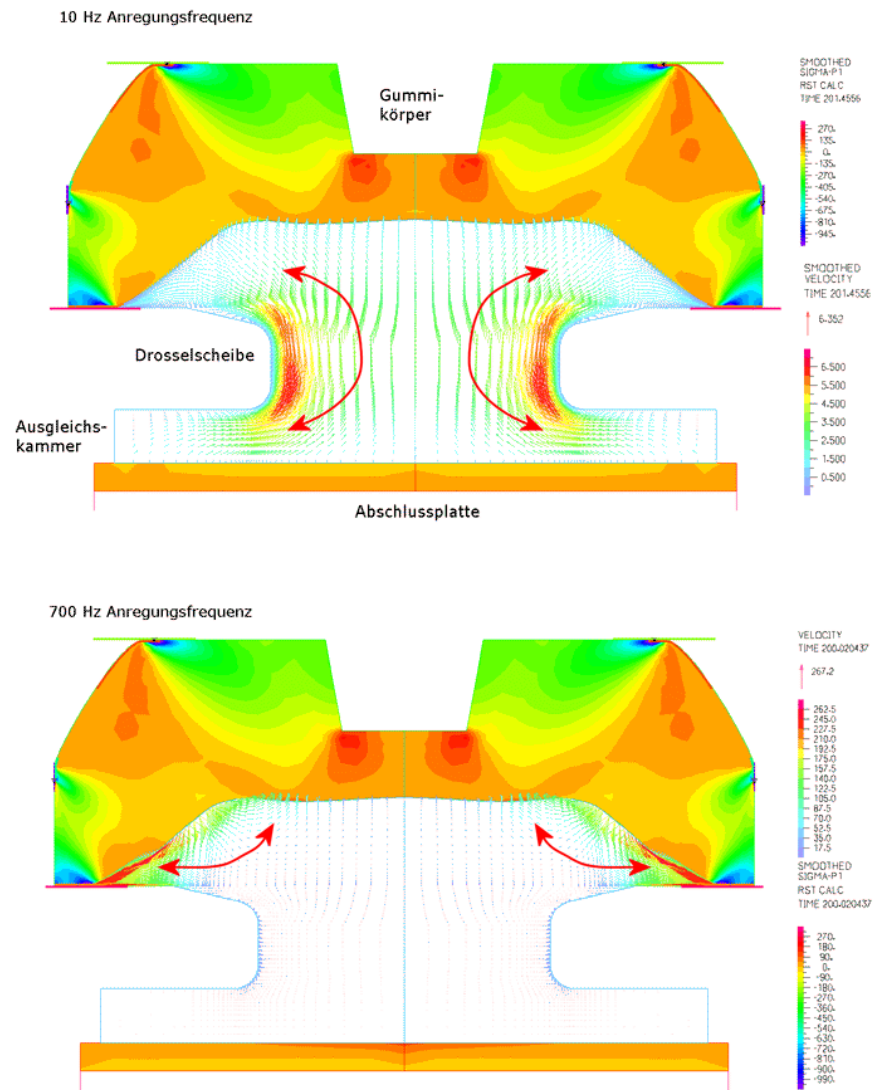 10 Hz Anregungsfrequenz
Gummi-
körper
Drosselscheibe
Ausgleichs-
kammer
Abschlussplatte
SMOOTHED
SIGMA-P1
RST CALC
TIME 201.4556
270.
135.
0.
-135.
-270.
-405.
-540.
-675.
-810.
-945.
SMOOTHED
VELOCITY
TIME 201.4556
6.352
6.500
5.500
4.500
3.500
2.500
1.500
0.500
700 Hz Anregungsfrequenz
VELOCITY
TIME 200.020437
267.2
262.5
245.0
227.5
210.0
192.5
175.0
157.5
140.0
122.5
105.0
87.5
70.0
52.5
35.0
17.5
SMOOTHED
SIGMA-P1
RST CALC
TIME 200.020437
270.
180.
90.
0.
-90.
-180.
-270.
-360.
-450.
-540.
-630.
-720.
-810.
-900.
-990.